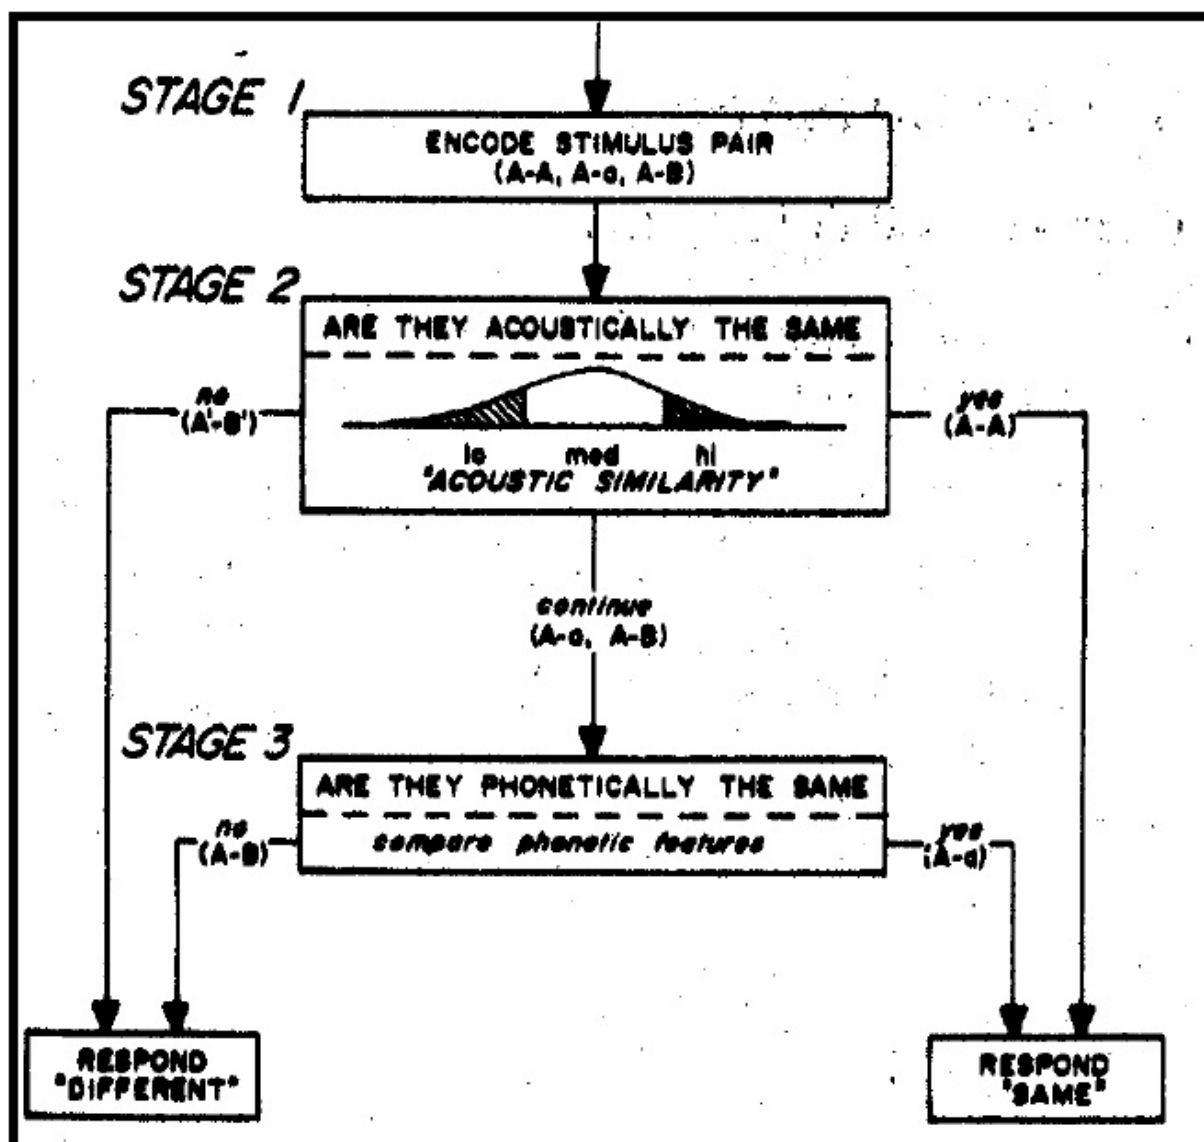 STAGE 1
ENCODE STIMULUS PAIR
(A-A, A-a, A-B)
STAGE 2
ARE THEY ACOUSTICALLY THE SAME
no
(A'-B')
yes
(A-A)
lo med hi
"ACOUSTIC SIMILARITY"
continue
(A-a, A-B)
STAGE 3
ARE THEY PHONETICALLY THE SAME
no
(A-B)
compare phonetic features
yes
(A-a)
RESPOND
"DIFFERENT"
RESPOND
"SAME"